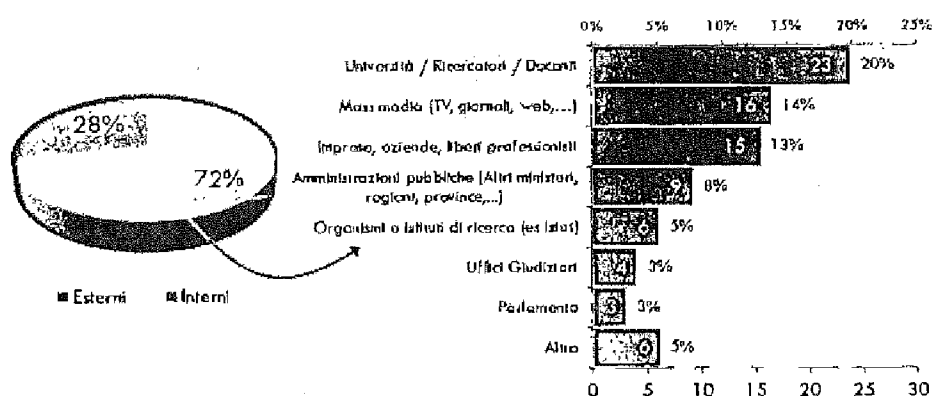 0% 5% 10% 15% 20% 25%
Università / Ricercatori / Docenti 23 20%
Mass media (TV, giornali, web,...) 16 14%
Imprese, aziende, liberi professionisti 15 13%
Amministrazioni pubbliche (Altri ministeri,
regioni, province,...) 9 8%
Organismi o istituti di ricerca (es Istat) 6 5%
Uffici Giudiziari 4 3%
Parlamento 3 3%
Altro 6 5%
0 5 10 15 20 25 30
28%
72%
Esterni Interni